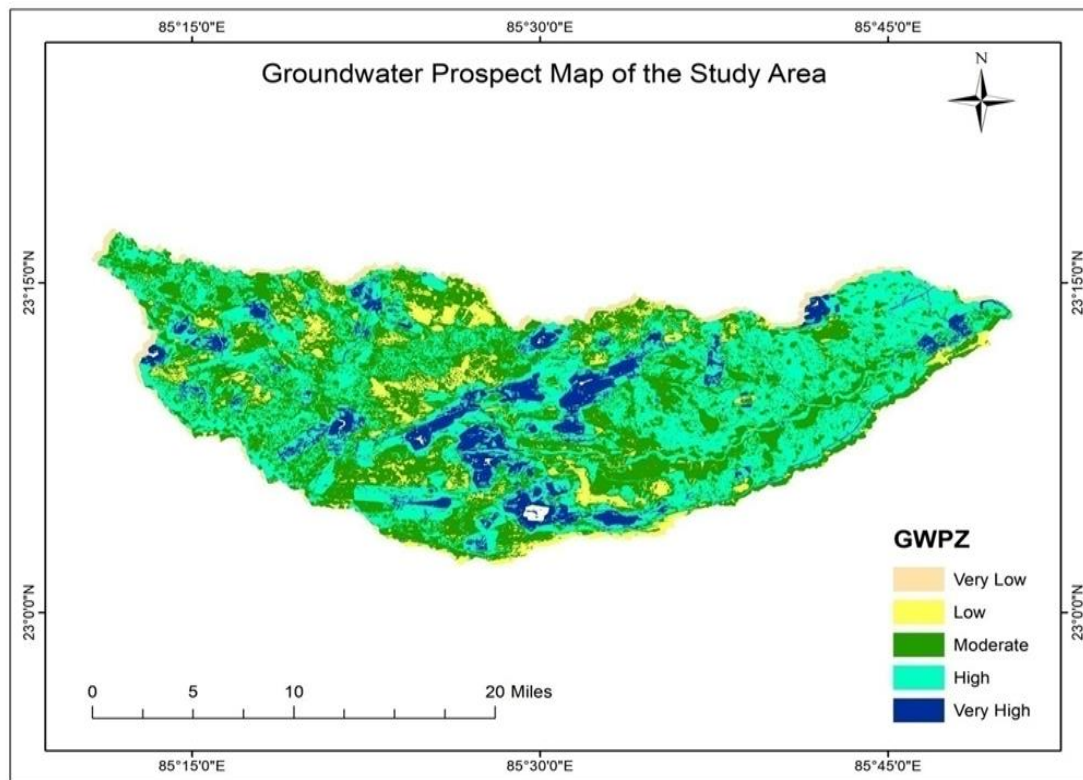 85°15'0"E 85°30'0"E 85°45'0"E
Groundwater Prospect Map of the Study Area
N
23°15'0"N 23°15'0"N
23°0'0"N 23°0'0"N
GWPZ
Very Low
Low
Moderate
High
Very High
0 5 10 20 Miles
85°15'0"E 85°30'0"E 85°45'0"E